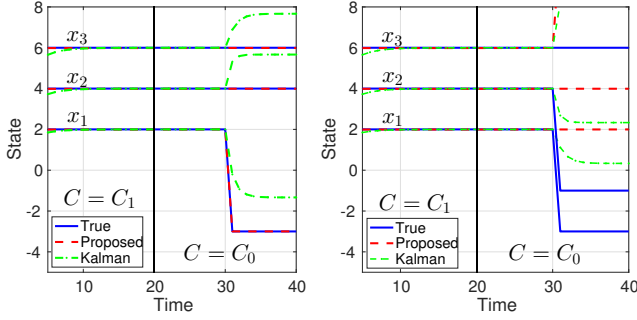 8
6
4
2
0
-2
-4
State
x₃
x₂
x₁
C = C₁
True
Proposed
Kalman
C = C₀
10 20 30 40
Time
8
6
4
2
0
-2
-4
State
x₃
x₂
x₁
C = C₁
True
Proposed
Kalman
C = C₀
10 20 30 40
Time